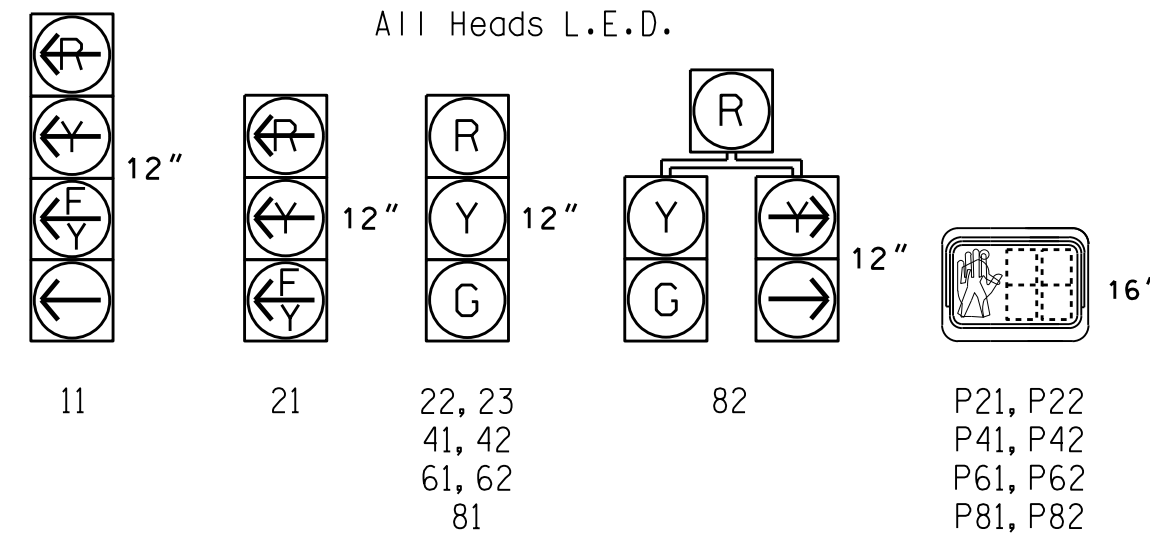 All Heads L.E.D.
R
Y
F
Y
12"
R
Y
F
Y
12"
R
Y
G
12"
R
Y
G
Y
12"
16"
11
21
22, 23
41, 42
61, 62
81
82
P21, P22
P41, P42
P61, P62
P81, P82